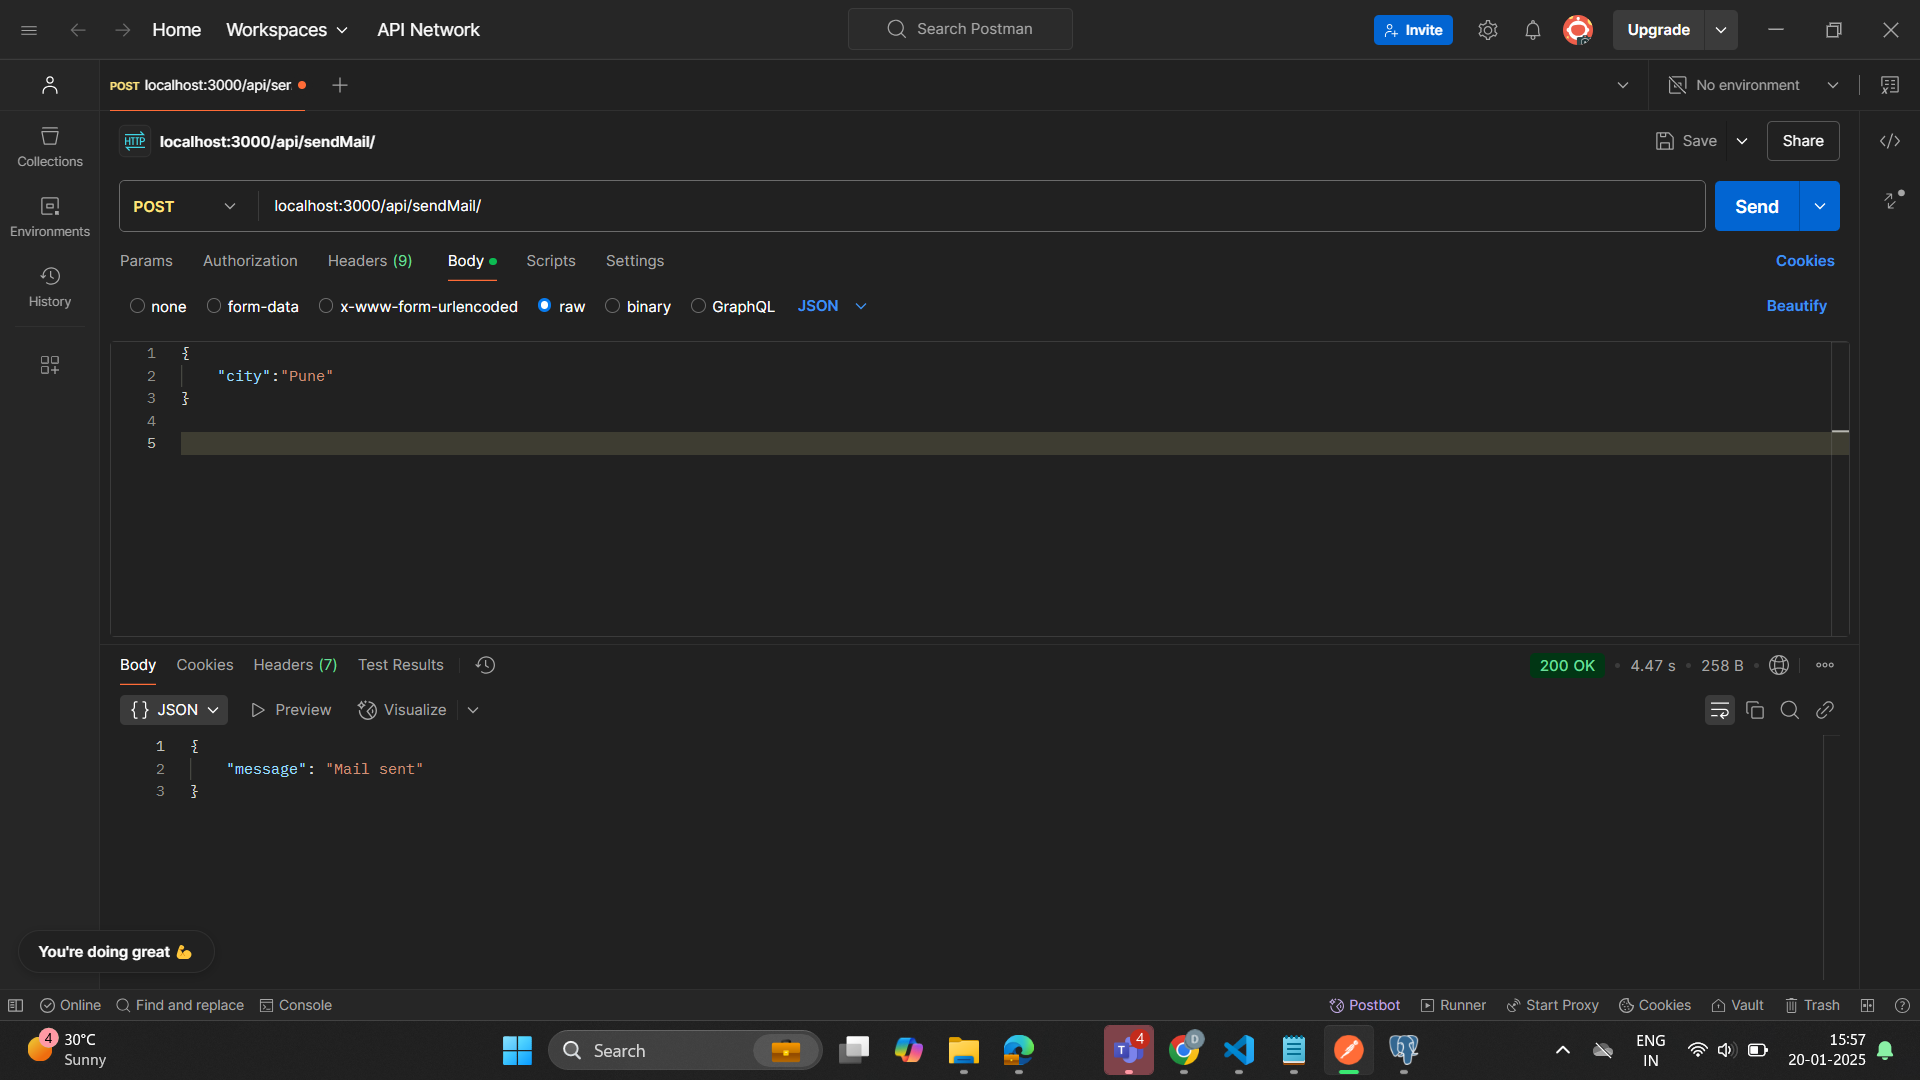 Home Workspaces API Network Search Postman Invite Upgrade
POST localhost:3000/api/ser No environment
HTTP localhost:3000/api/sendMail/ Save Share
Collections
POST localhost:3000/api/sendMail/ Send
Environments
Params Authorization Headers (9) Body Scripts Settings Cookies
History
none form-data x-www-form-urlencoded raw binary GraphQL JSON Beautify
1 {
2 "city":"Pune"
3 }
4
5
Body Cookies Headers (7) Test Results 200 OK • 4.47 s • 258 B •
{} JSON Preview Visualize
1 {
2 "message": "Mail sent"
3 }
You're doing great 💪
Online Find and replace Console Postbot Runner Start Proxy Cookies Vault Trash
4 30°C Search 4 D ENG 15:57
Sunny IN 20-01-2025